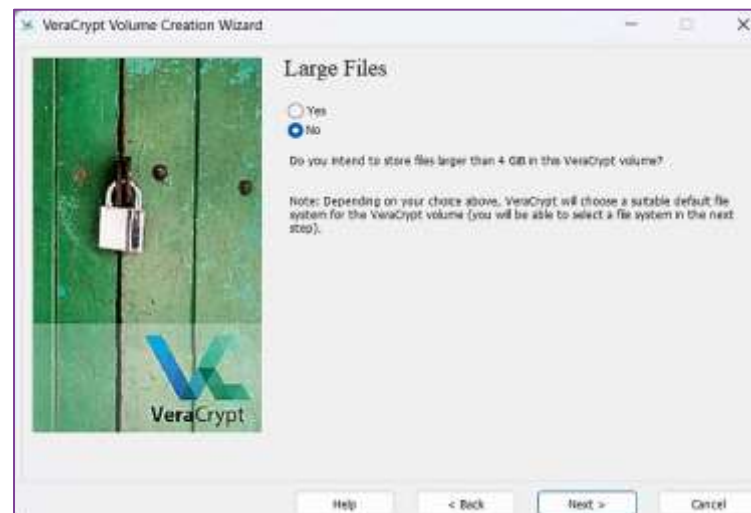 VeraCrypt Volume Creation Wizard
Large Files
Yes
No
Do you intend to store files larger than 4 GiB in this VeraCrypt volume?
Note: Depending on your choice above, VeraCrypt will choose a suitable default file
system for the VeraCrypt volume (you will be able to select a file system in the next
step).
VeraCrypt
Help
< Back
Next >
Cancel